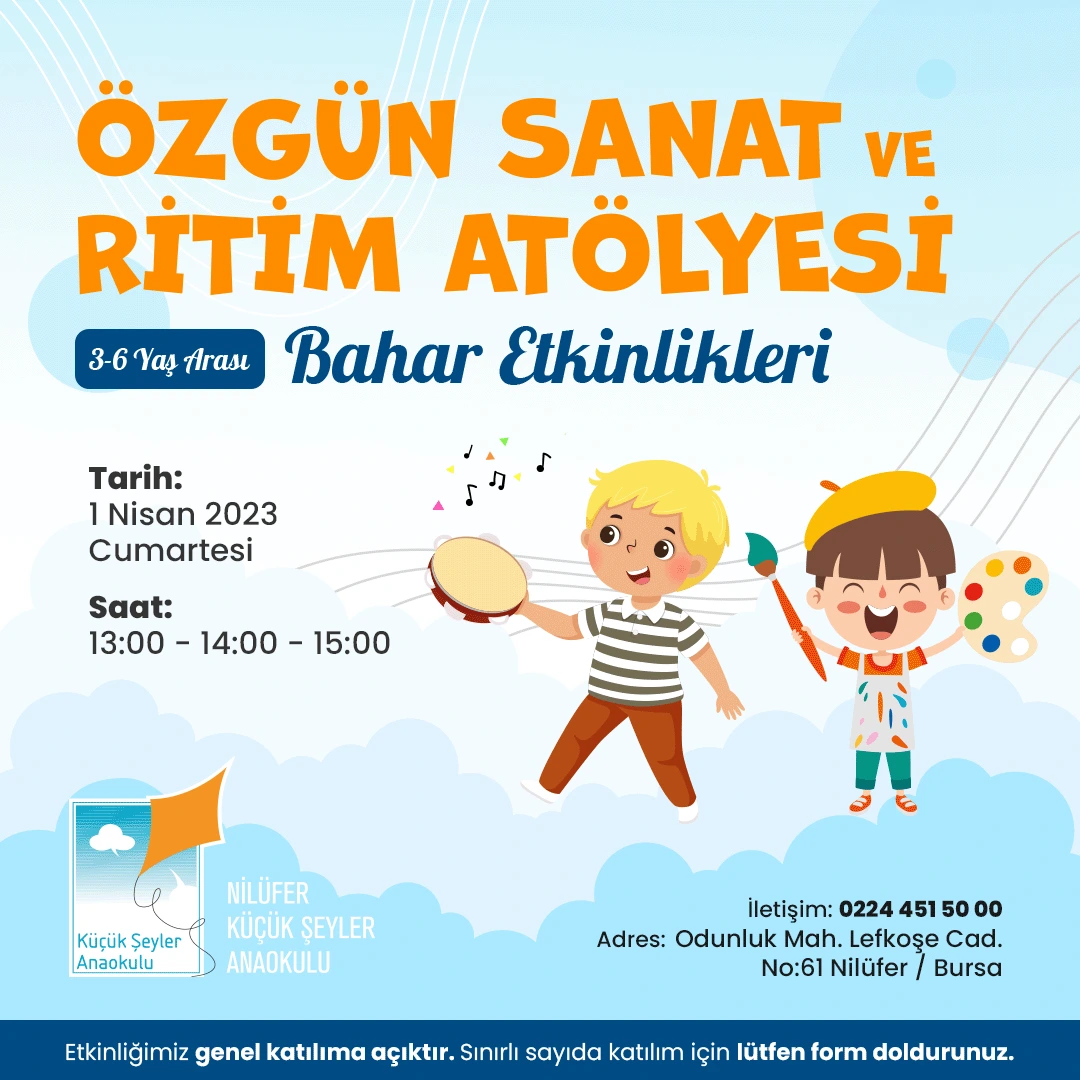 ÖZGÜN SANAT VE
RİTİM ATÖLYESİ
3-6 Yaş Arası Bahar Etkinlikleri
Tarih:
1 Nisan 2023
Cumartesi
Saat:
13:00 - 14:00 - 15:00
Küçük Şeyler
Anaokulu
NİLÜFER
KÜÇÜK ŞEYLER
ANAOKULU
İletişim: 0224 451 50 00
Adres: Odunluk Mah. Lefkoşe Cad.
No:61 Nilüfer / Bursa
Etkinliğimiz genel katılıma açıktır. Sınırlı sayıda katılım için lütfen form doldurunuz.